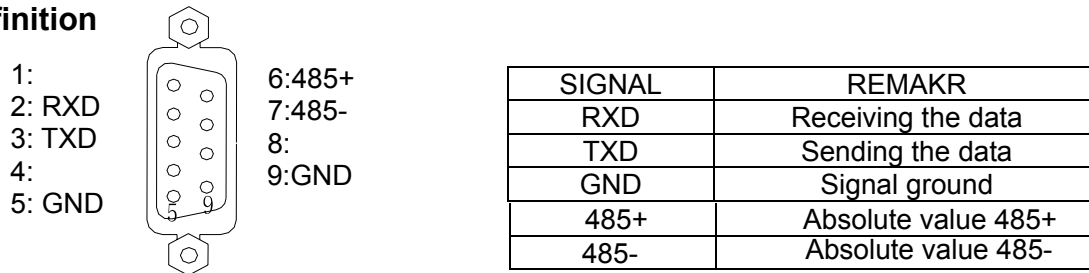 finition
1:
2: RXD
3: TXD
4:
5: GND
5 9
6:485+
7:485-
8:
9:GND
SIGNAL REMAKR
RXD Receiving the data
TXD Sending the data
GND Signal ground
485+ Absolute value 485+
485- Absolute value 485-